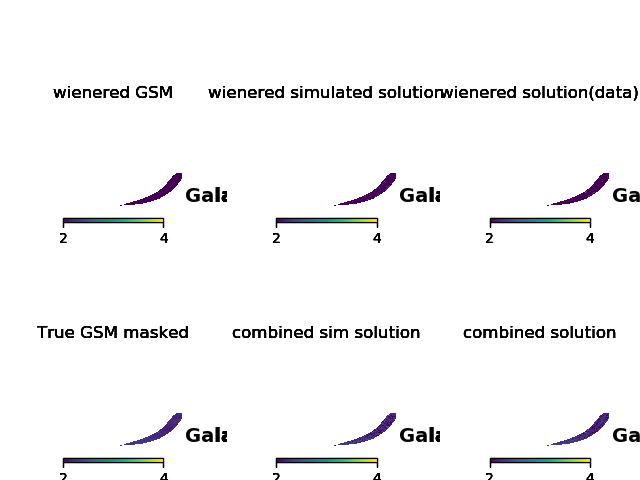 wienered GSM wienered simulated solution wienered solution(data)
Gala Gala Ga
2 4 2 4 2 4
True GSM masked combined sim solution combined solution
Gala Gala Ga
2 4 2 4 2 4